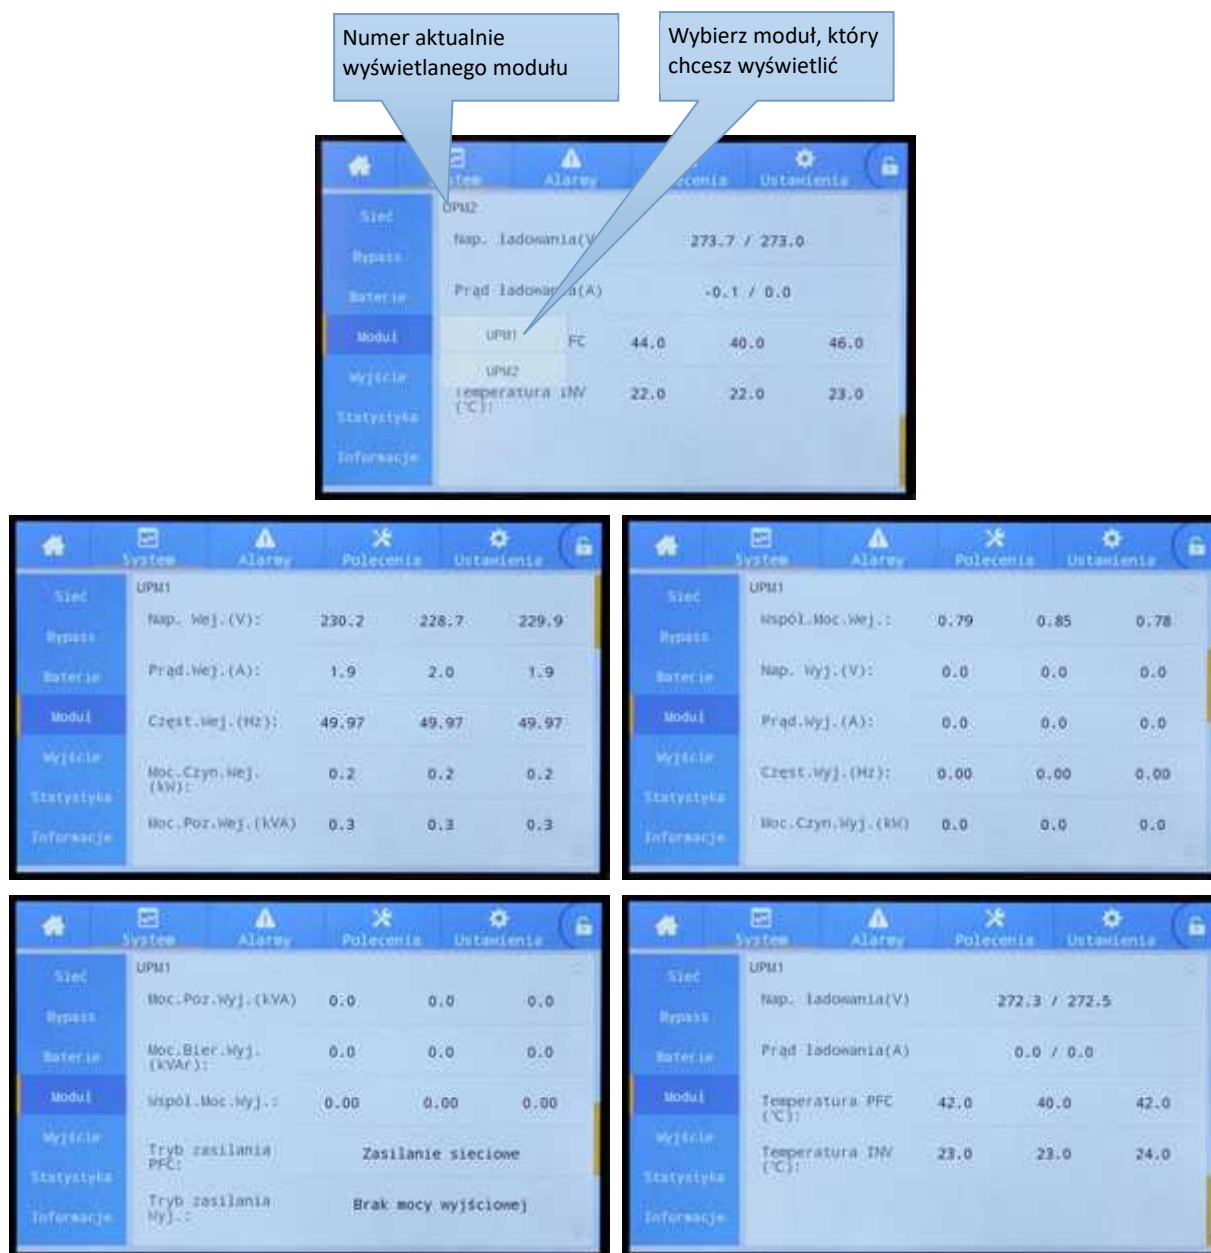 Numer aktualnie
wyświetlanego modułu
Wybierz moduł, który
chcesz wyświetlić
Alarmy
Ustawienia
Sieć
Bypass
Baterie
Moduł
Wyjście
Statystyka
Informacje
UPM2
Nap. ładowania(V
273.7 / 273.0
Prąd ładowania(A)
-0.1 / 0.0
UPM1
FC 44.0 40.0 46.0
UPM2
Temperatura INV
(℃): 22.0 22.0 23.0
System Alarmy Polecenia Ustawienia
Sieć
Bypass
Baterie
Moduł
Wyjście
Statystyka
Informacje
UPM1
Nap. Wej.(V): 230.2 228.7 229.9
Prąd.Wej.(A): 1.9 2.0 1.9
Częst.Wej.(Hz): 49.97 49.97 49.97
Moc.Czyn.Wej.
(kW): 0.2 0.2 0.2
Moc.Poz.Wej.(kVA) 0.3 0.3 0.3
System Alarmy Polecenia Ustawienia
Sieć
Bypass
Baterie
Moduł
Wyjście
Statystyka
Informacje
UPM1
Współ.Moc.Wej.: 0.79 0.85 0.78
Nap. Wyj.(V): 0.0 0.0 0.0
Prąd.Wyj.(A): 0.0 0.0 0.0
Częst.Wyj.(Hz): 0.00 0.00 0.00
Moc.Czyn.Wyj.(kW) 0.0 0.0 0.0
System Alarmy Polecenia Ustawienia
Sieć
Bypass
Baterie
Moduł
Wyjście
Statystyka
Informacje
UPM1
Moc.Poz.Wyj.(kVA) 0.0 0.0 0.0
Moc.Bier.Wyj.
(kVAr): 0.0 0.0 0.0
Współ.Moc.Wyj.: 0.00 0.00 0.00
Tryb zasilania
PFC: Zasilanie sieciowe
Tryb zasilania
Wyj.: Brak mocy wyjściowej
System Alarmy Polecenia Ustawienia
Sieć
Bypass
Baterie
Moduł
Wyjście
Statystyka
Informacje
UPM1
Nap. ładowania(V) 272.3 / 272.5
Prąd ładowania(A) 0.0 / 0.0
Temperatura PFC
(℃): 42.0 40.0 42.0
Temperatura INV
(℃): 23.0 23.0 24.0